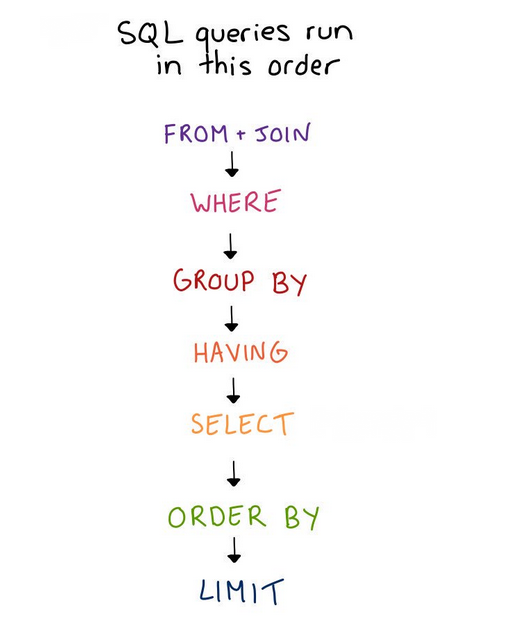 SQL queries run
in this order
FROM + JOIN
WHERE
GROUP BY
HAVING
SELECT
ORDER BY
LIMIT